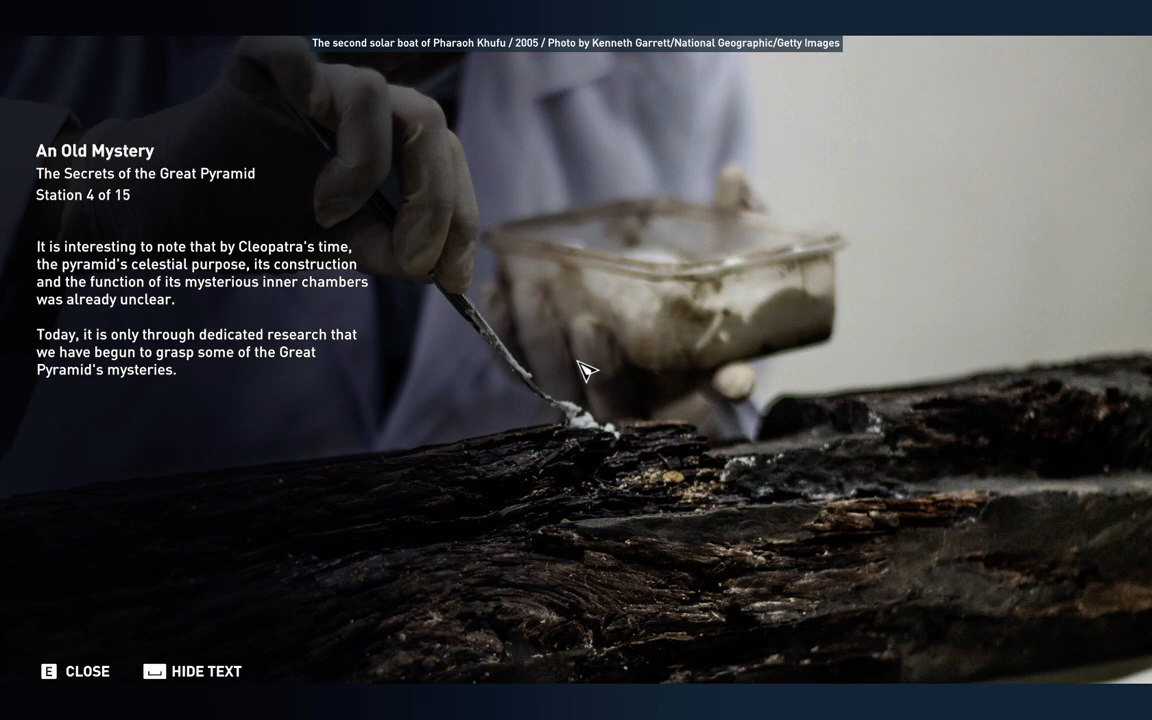 The second solar boat of Pharaoh Khufu / 2005 / Photo by Kenneth Garrett/National Geographic/Getty Images
An Old Mystery
The Secrets of the Great Pyramid
Station 4 of 15
It is interesting to note that by Cleopatra's time,
the pyramid's celestial purpose, its construction
and the function of its mysterious inner chambers
was already unclear.
Today, it is only through dedicated research that
we have begun to grasp some of the Great
Pyramid's mysteries.
E CLOSE HIDE TEXT